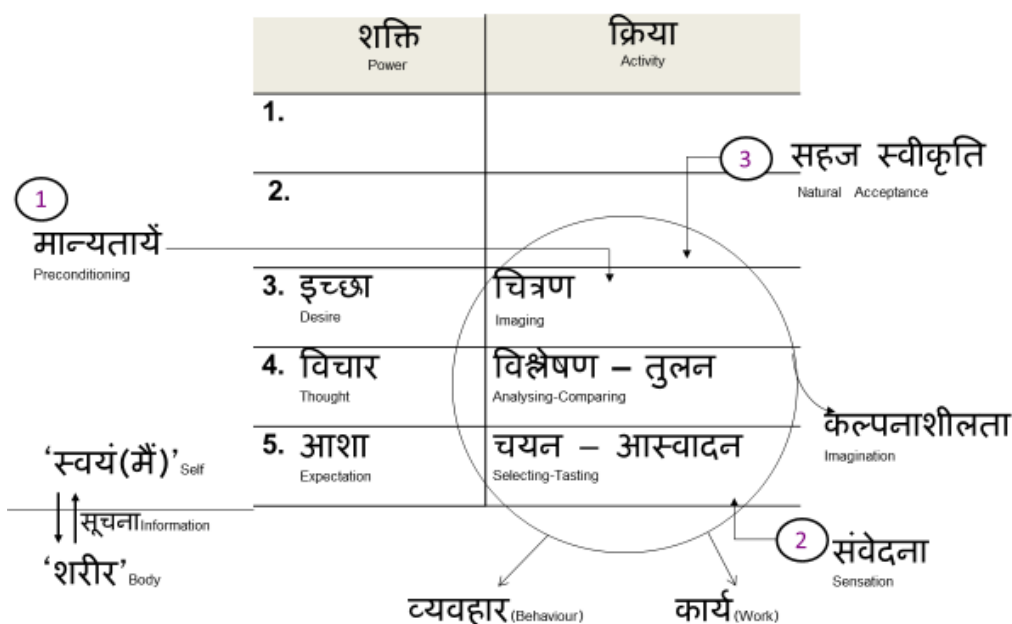 शक्ति क्रिया
Power Activity
1.
3 सहज स्वीकृति
Natural Acceptance
2.
1
मान्यतायें
Preconditioning
3. इच्छा चित्रण
Desire Imaging
4. विचार विश्लेषण – तुलन
Thought Analysing-Comparing
कल्पनाशीलता
Imagination
5. आशा चयन – आस्वादन
Expectation Selecting-Tasting
‘स्वयं(मैं)’ Self
सूचना Information
‘शरीर’ Body
2 संवेदना
Sensation
व्यवहार (Behaviour) कार्य (Work)